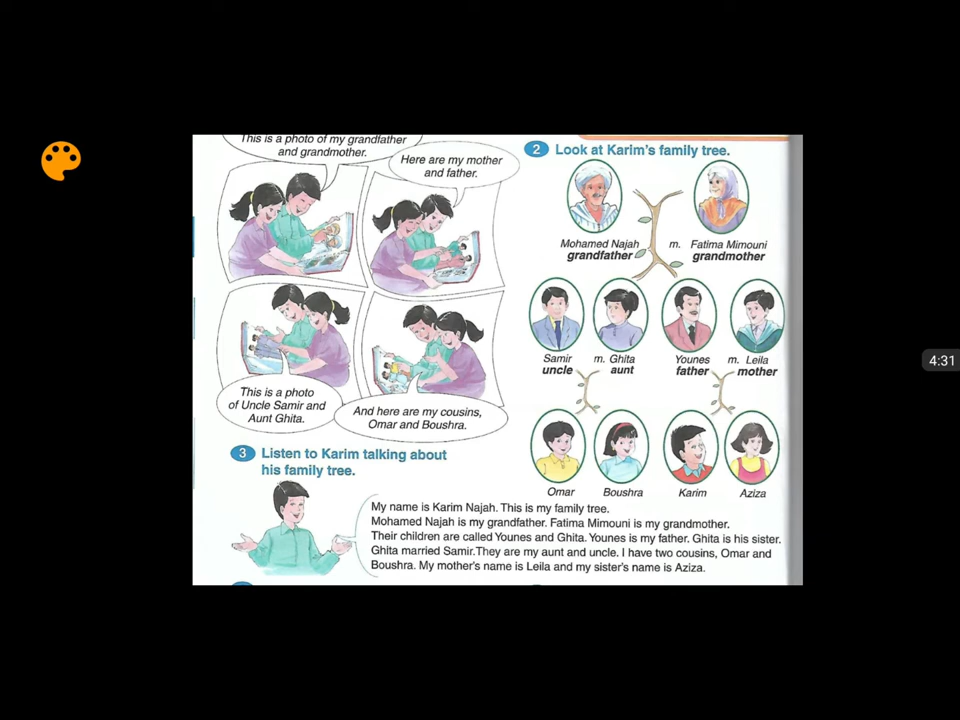 This is a photo of my grandfather
and grandmother.
Here are my mother
and father.
This is a photo
of Uncle Samir and
Aunt Ghita.
And here are my cousins,
Omar and Boushra.
2 Look at Karim's family tree.
Mohamed Najah m. Fatima Mimouni
grandfather grandmother
Samir m. Ghita Younes m. Leila
uncle aunt father mother
Omar Boushra Karim Aziza
3 Listen to Karim talking about
his family tree.
My name is Karim Najah. This is my family tree.
Mohamed Najah is my grandfather. Fatima Mimouni is my grandmother.
Their children are called Younes and Ghita. Younes is my father. Ghita is his sister.
Ghita married Samir. They are my aunt and uncle. I have two cousins, Omar and
Boushra. My mother's name is Leila and my sister's name is Aziza.
4:31